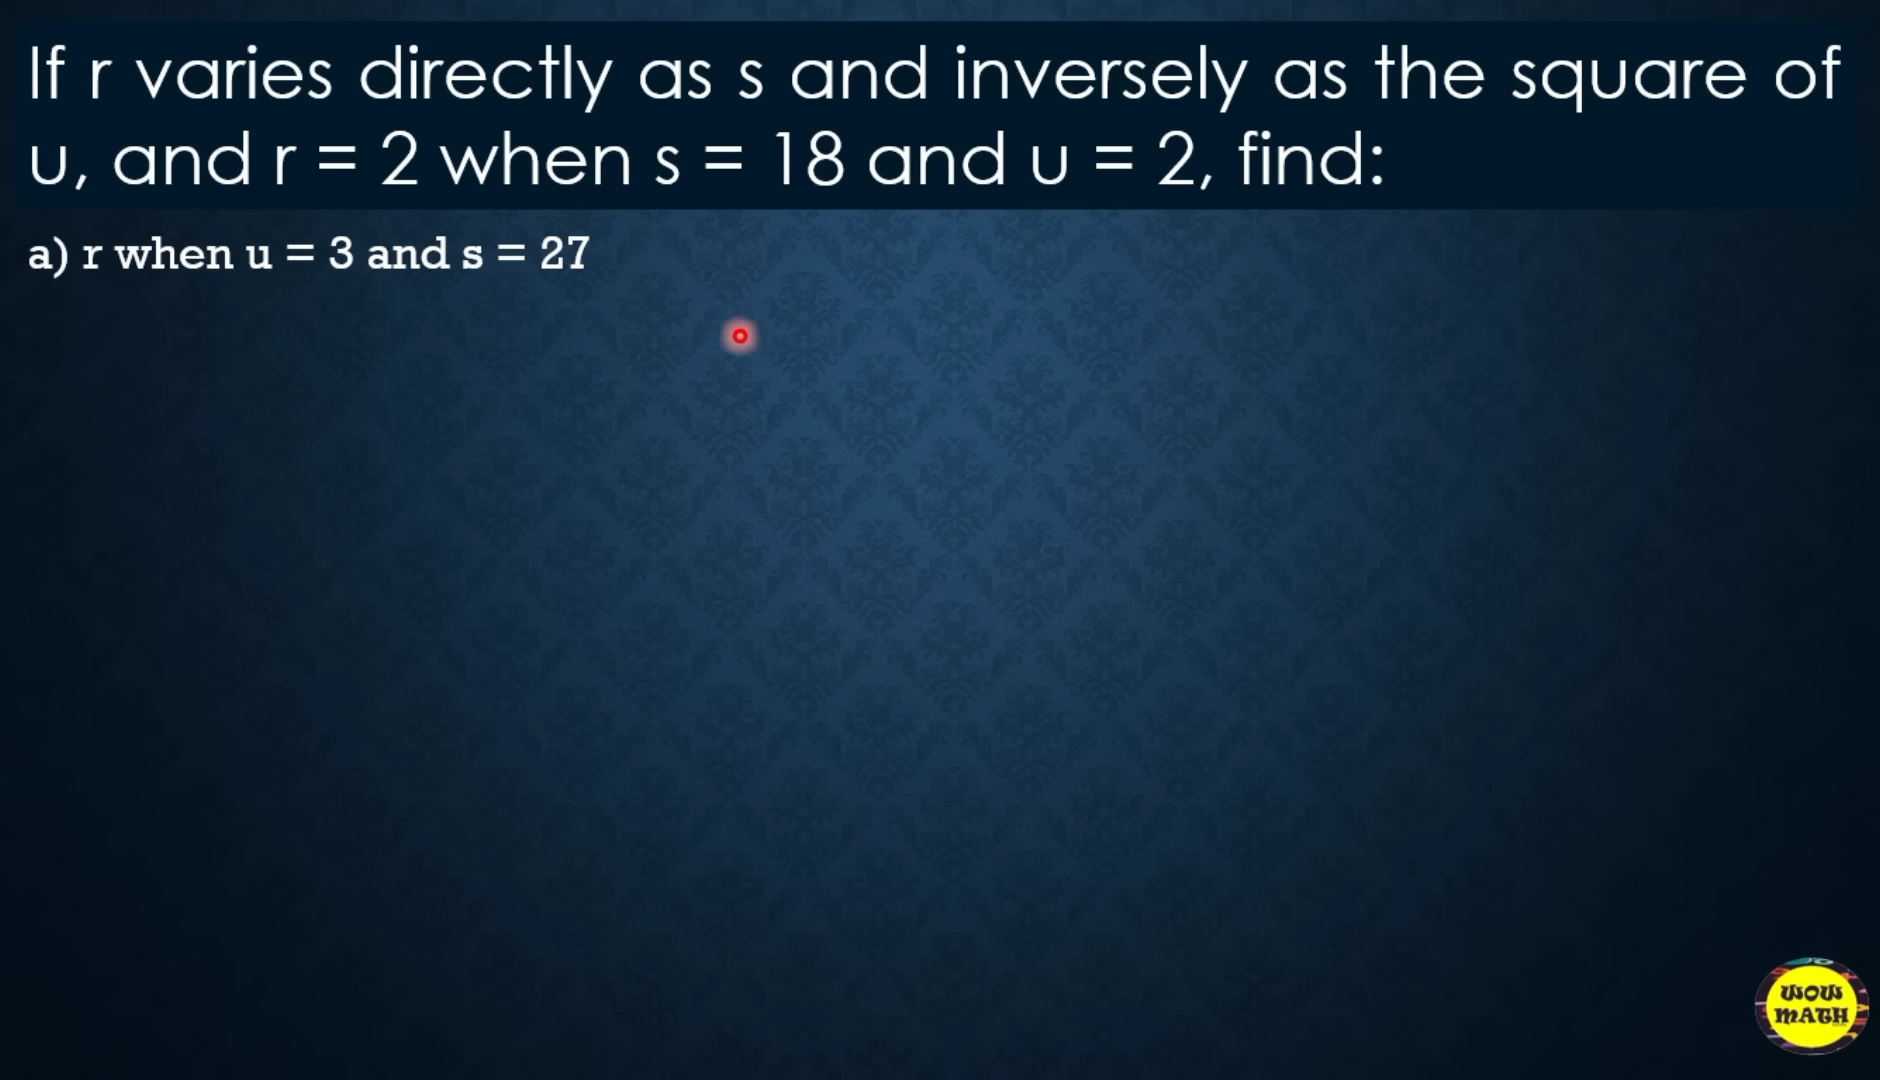 If r varies directly as s and inversely as the square of
u, and r = 2 when s = 18 and u = 2, find:
a) r when u = 3 and s = 27
WOW
MATH